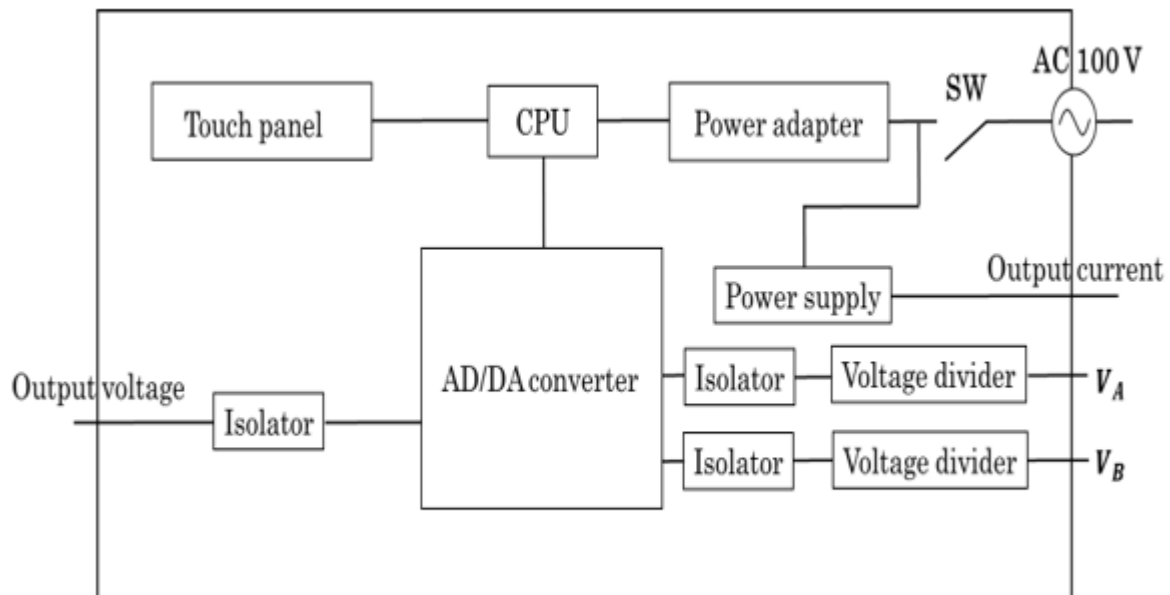 AC 100 V
SW
Touch panel
CPU
Power adapter
Output current
Power supply
Output voltage
AD/DA converter
Isolator
Voltage divider
V_A
Isolator
Isolator
Voltage divider
V_B